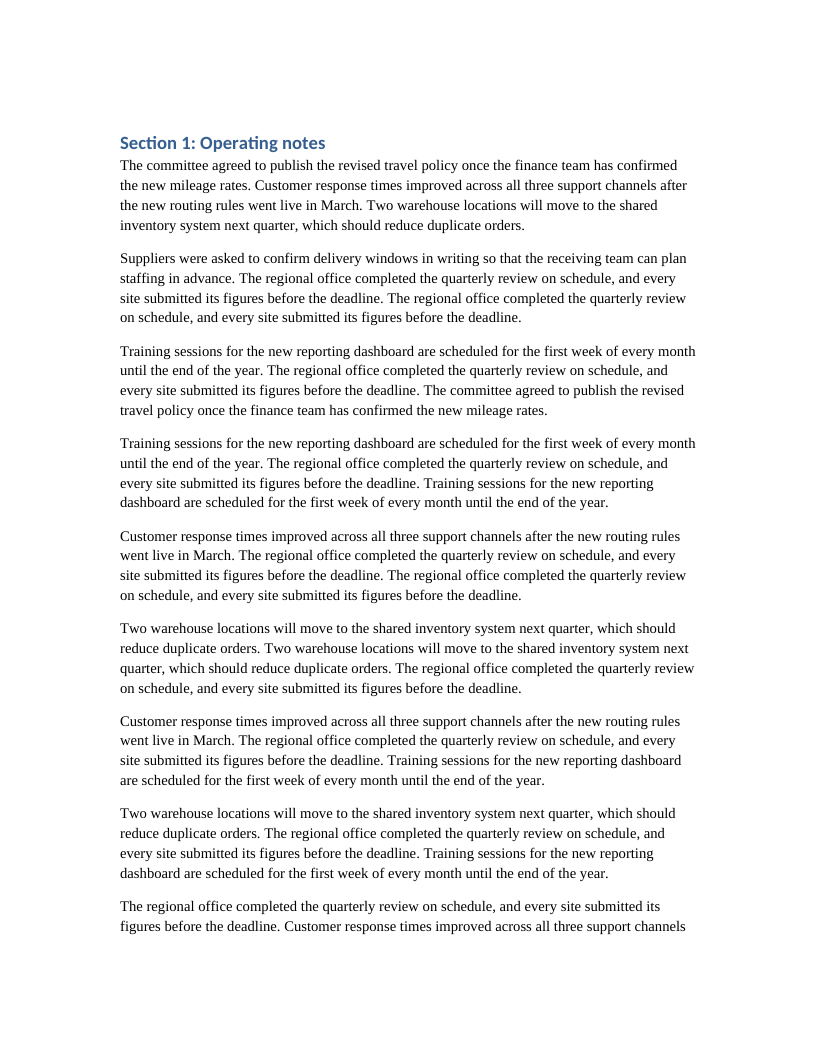 Section 1: Operating notes
The committee agreed to publish the revised travel policy once the finance team has confirmed
the new mileage rates. Customer response times improved across all three support channels after
the new routing rules went live in March. Two warehouse locations will move to the shared
inventory system next quarter, which should reduce duplicate orders.
Suppliers were asked to confirm delivery windows in writing so that the receiving team can plan
staffing in advance. The regional office completed the quarterly review on schedule, and every
site submitted its figures before the deadline. The regional office completed the quarterly review
on schedule, and every site submitted its figures before the deadline.
Training sessions for the new reporting dashboard are scheduled for the first week of every month
until the end of the year. The regional office completed the quarterly review on schedule, and
every site submitted its figures before the deadline. The committee agreed to publish the revised
travel policy once the finance team has confirmed the new mileage rates.
Training sessions for the new reporting dashboard are scheduled for the first week of every month
until the end of the year. The regional office completed the quarterly review on schedule, and
every site submitted its figures before the deadline. Training sessions for the new reporting
dashboard are scheduled for the first week of every month until the end of the year.
Customer response times improved across all three support channels after the new routing rules
went live in March. The regional office completed the quarterly review on schedule, and every
site submitted its figures before the deadline. The regional office completed the quarterly review
on schedule, and every site submitted its figures before the deadline.
Two warehouse locations will move to the shared inventory system next quarter, which should
reduce duplicate orders. Two warehouse locations will move to the shared inventory system next
quarter, which should reduce duplicate orders. The regional office completed the quarterly review
on schedule, and every site submitted its figures before the deadline.
Customer response times improved across all three support channels after the new routing rules
went live in March. The regional office completed the quarterly review on schedule, and every
site submitted its figures before the deadline. Training sessions for the new reporting dashboard
are scheduled for the first week of every month until the end of the year.
Two warehouse locations will move to the shared inventory system next quarter, which should
reduce duplicate orders. The regional office completed the quarterly review on schedule, and
every site submitted its figures before the deadline. Training sessions for the new reporting
dashboard are scheduled for the first week of every month until the end of the year.
The regional office completed the quarterly review on schedule, and every site submitted its
figures before the deadline. Customer response times improved across all three support channels